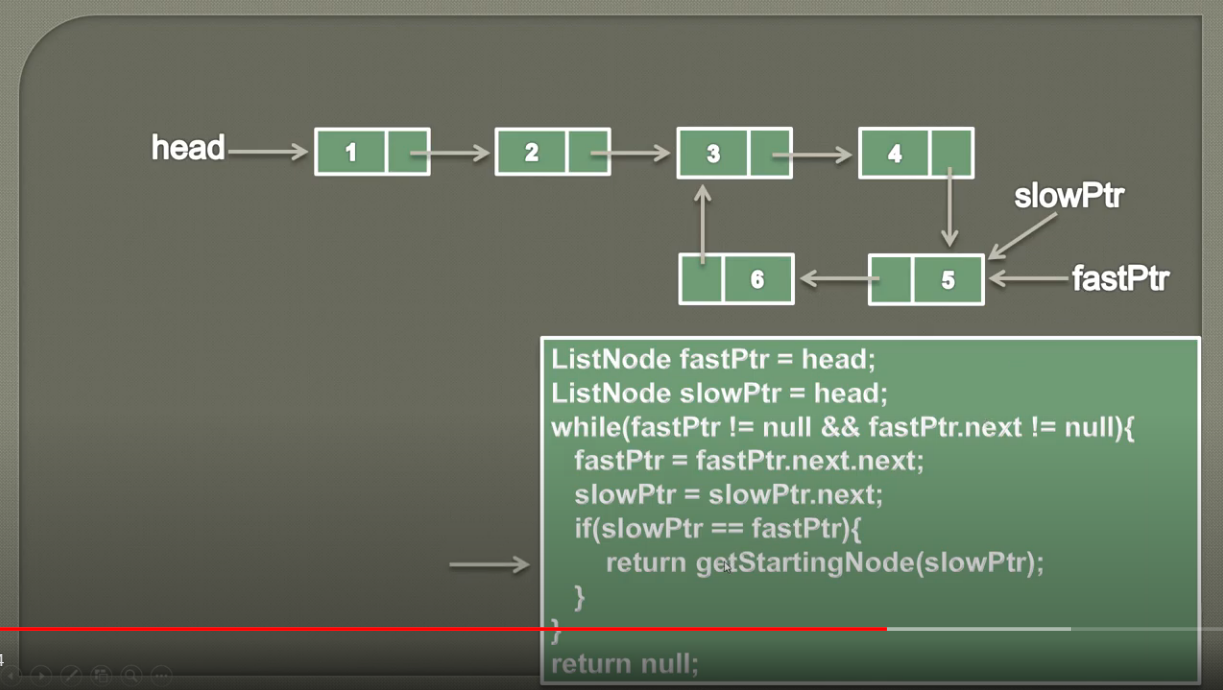 head
1
2
3
4
slowPtr
6
5
fastPtr
ListNode fastPtr = head;
ListNode slowPtr = head;
while(fastPtr != null && fastPtr.next != null){
fastPtr = fastPtr.next.next;
slowPtr = slowPtr.next;
if(slowPtr == fastPtr){
return getStartingNode(slowPtr);
}
}
return null;
4